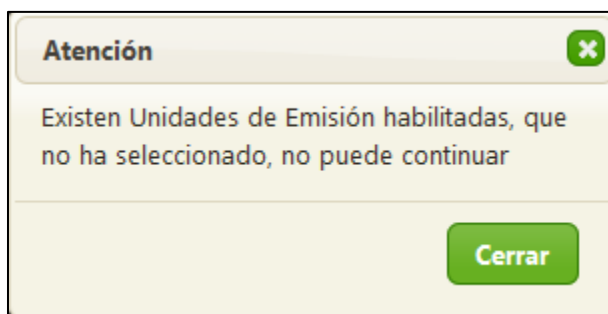 Atención
Existen Unidades de Emisión habilitadas, que
no ha seleccionado, no puede continuar
Cerrar